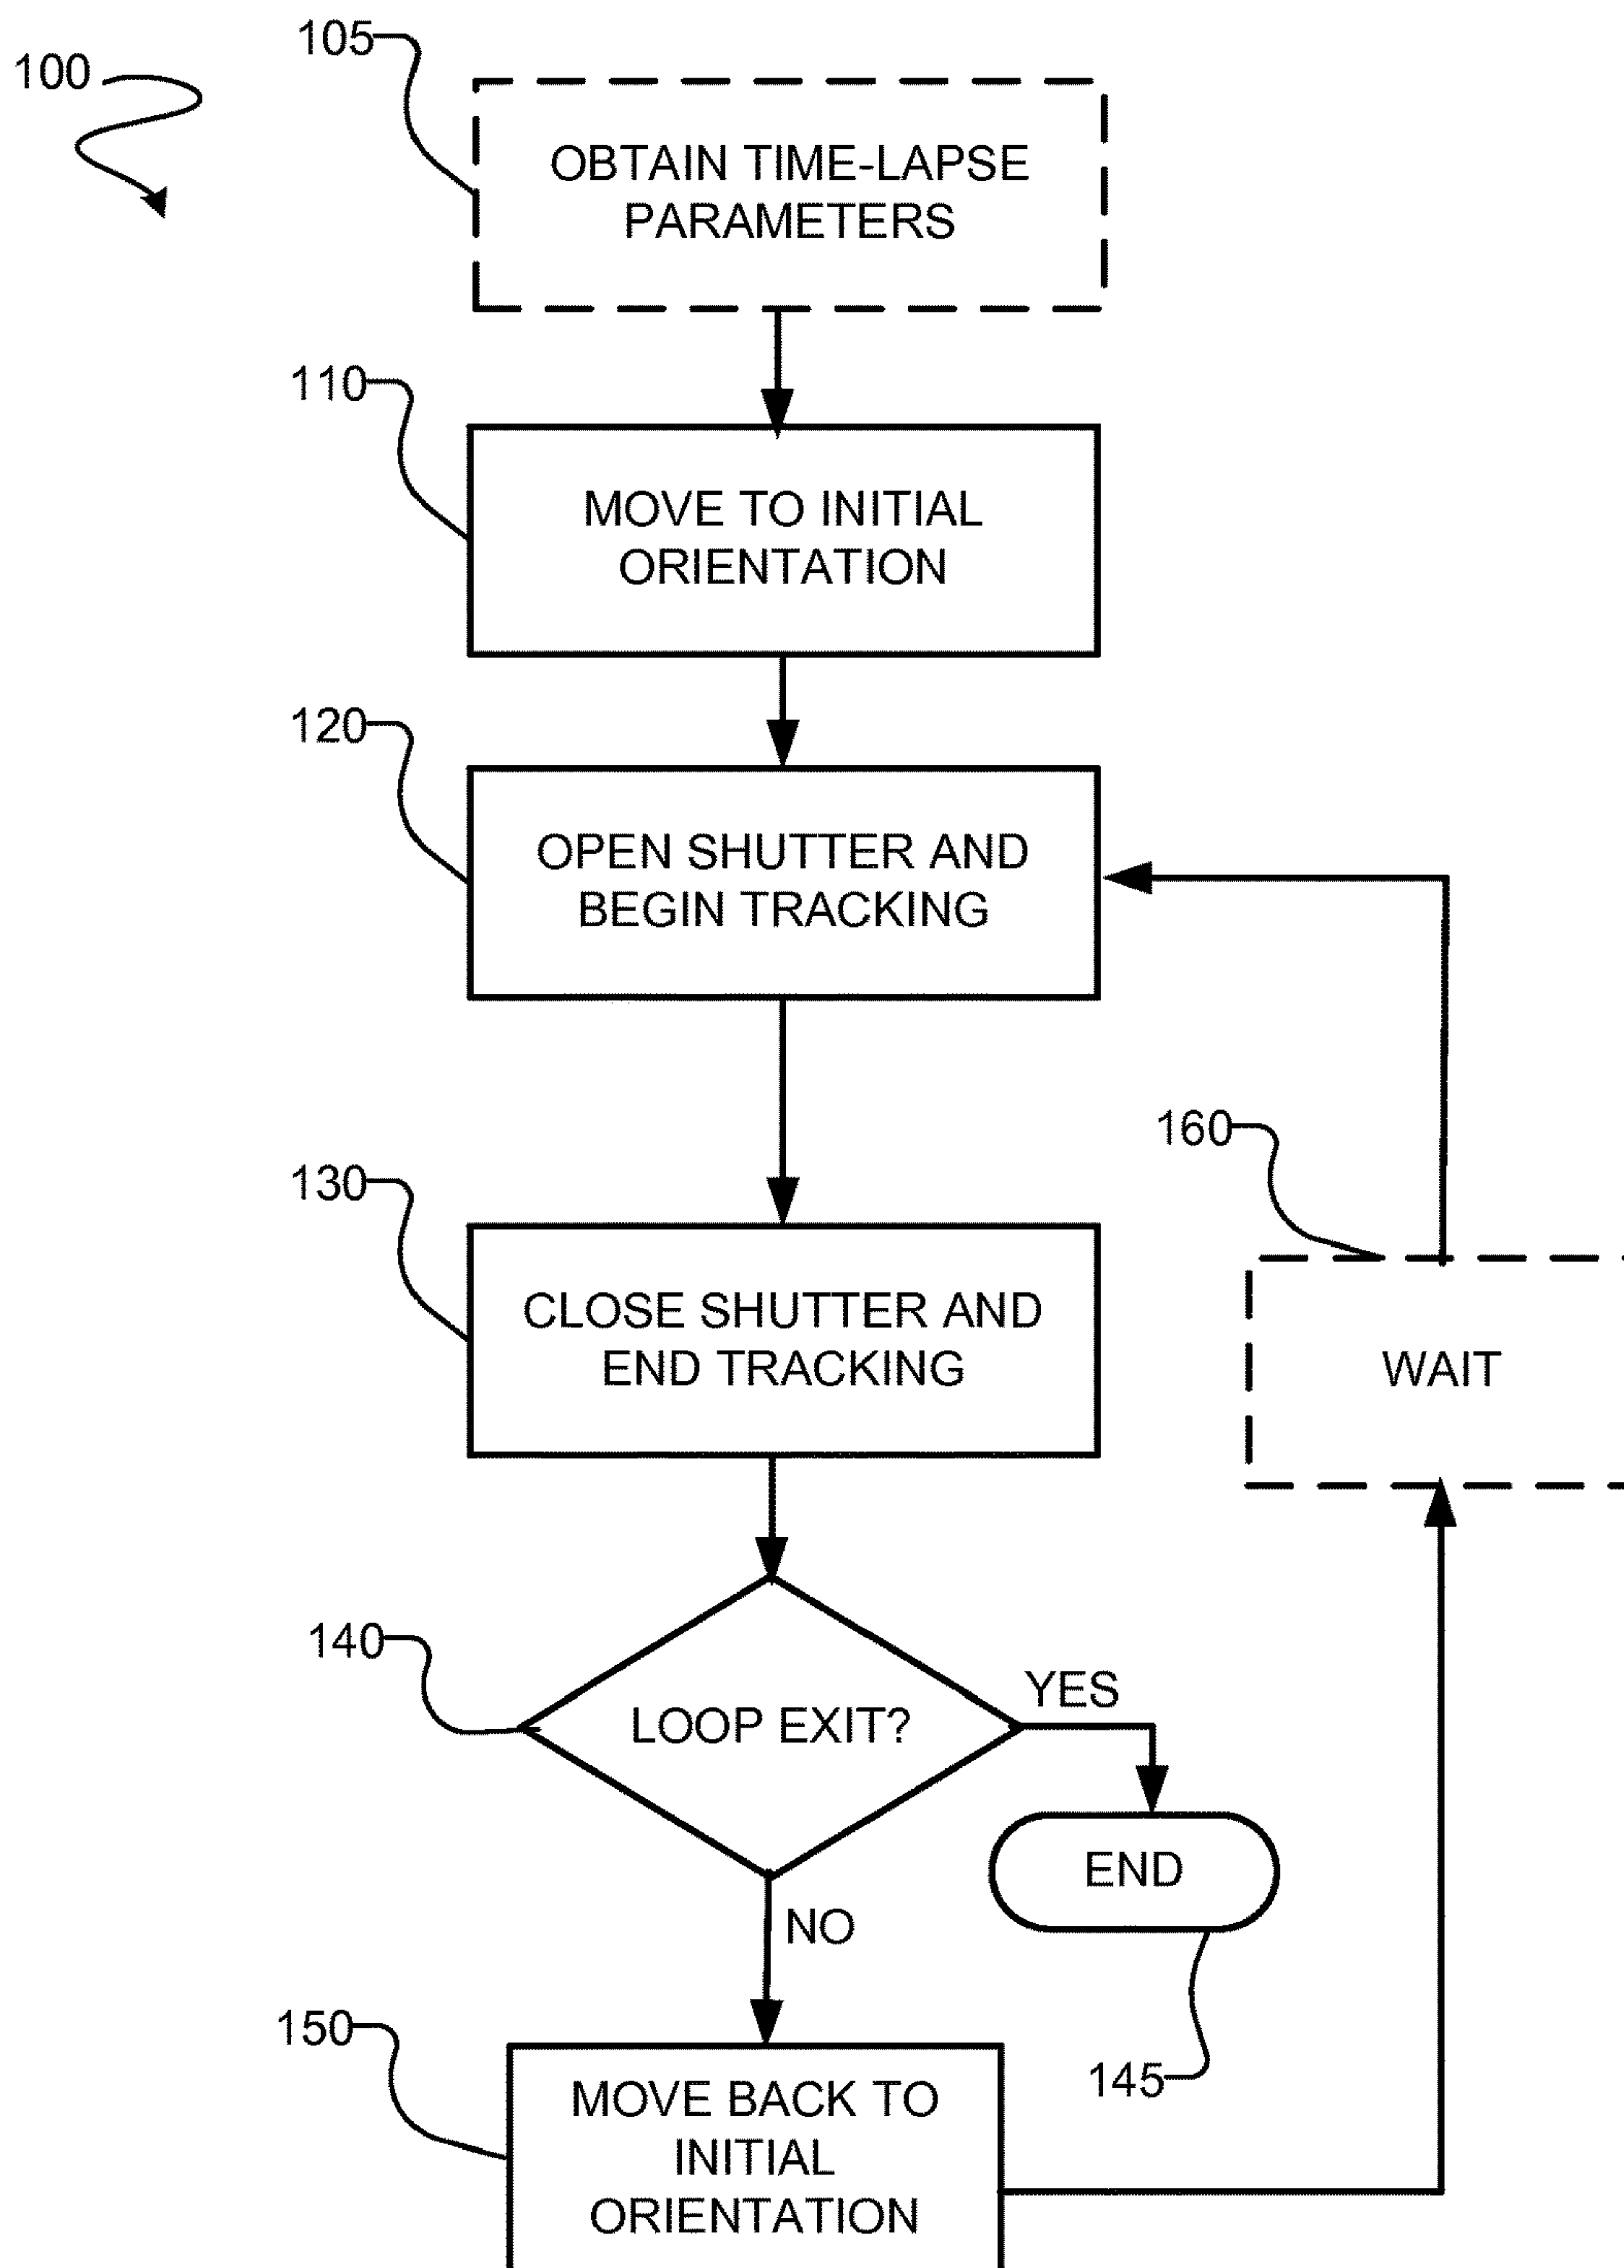 100
105
OBTAIN TIME-LAPSE
PARAMETERS
110
MOVE TO INITIAL
ORIENTATION
120
OPEN SHUTTER AND
BEGIN TRACKING
160
130
CLOSE SHUTTER AND
END TRACKING
WAIT
140
LOOP EXIT?
YES
END
NO
150
145
MOVE BACK TO
INITIAL
ORIENTATION